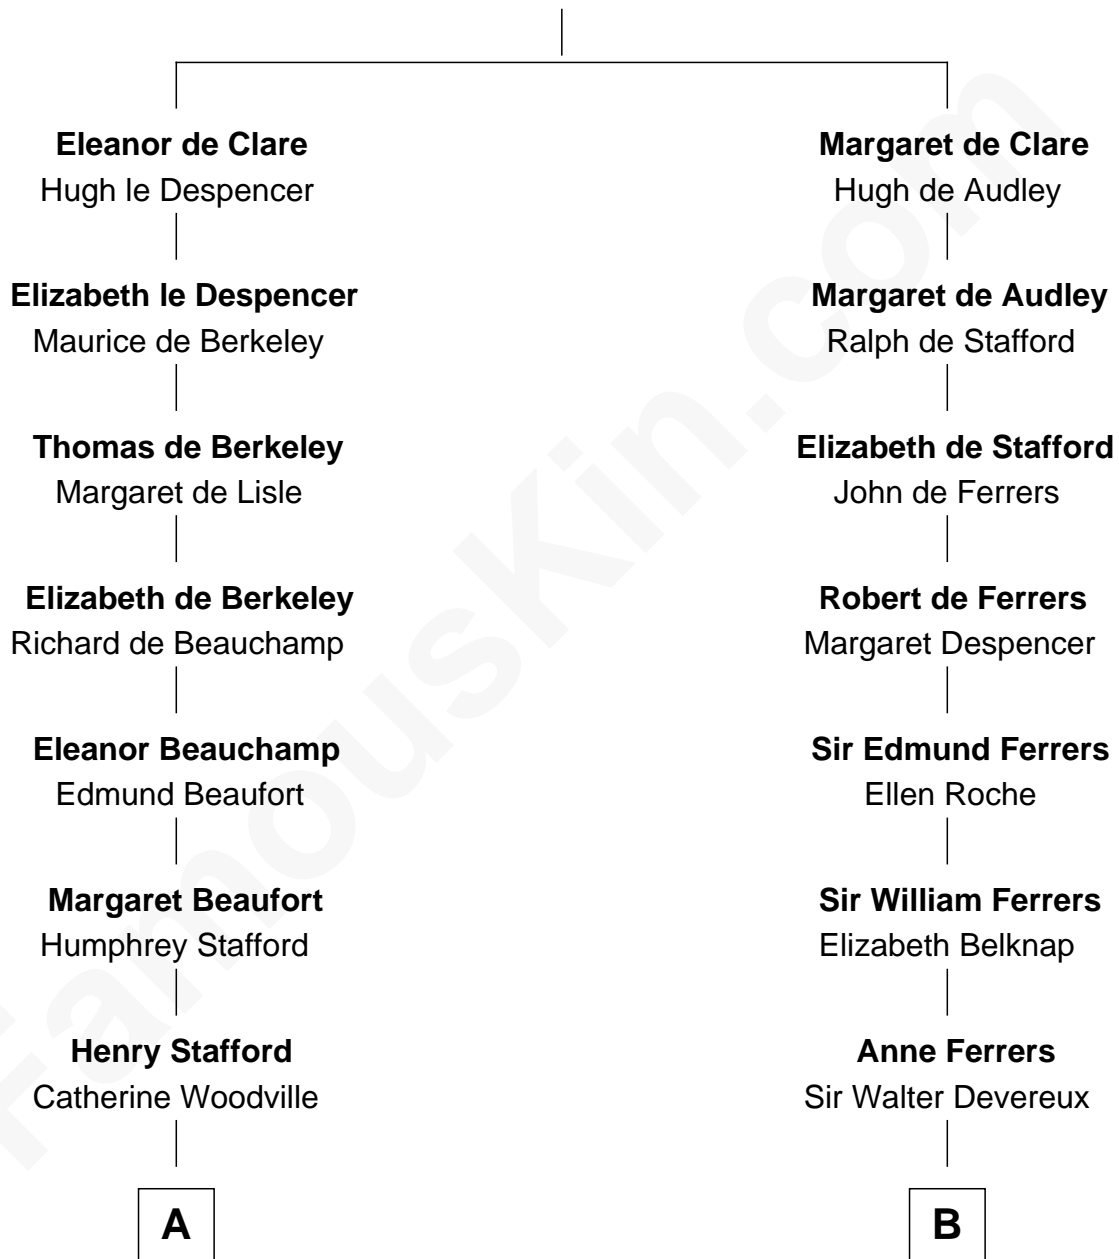 Eleanor de Clare
Hugh le Despencer
Elizabeth le Despencer
Maurice de Berkeley
Thomas de Berkeley
Margaret de Lisle
Elizabeth de Berkeley
Richard de Beauchamp
Eleanor Beauchamp
Edmund Beaufort
Margaret Beaufort
Humphrey Stafford
Henry Stafford
Catherine Woodville
A
Margaret de Clare
Hugh de Audley
Margaret de Audley
Ralph de Stafford
Elizabeth de Stafford
John de Ferrers
Robert de Ferrers
Margaret Despencer
Sir Edmund Ferrers
Ellen Roche
Sir William Ferrers
Elizabeth Belknap
Anne Ferrers
Sir Walter Devereux
B
FamousKin.com